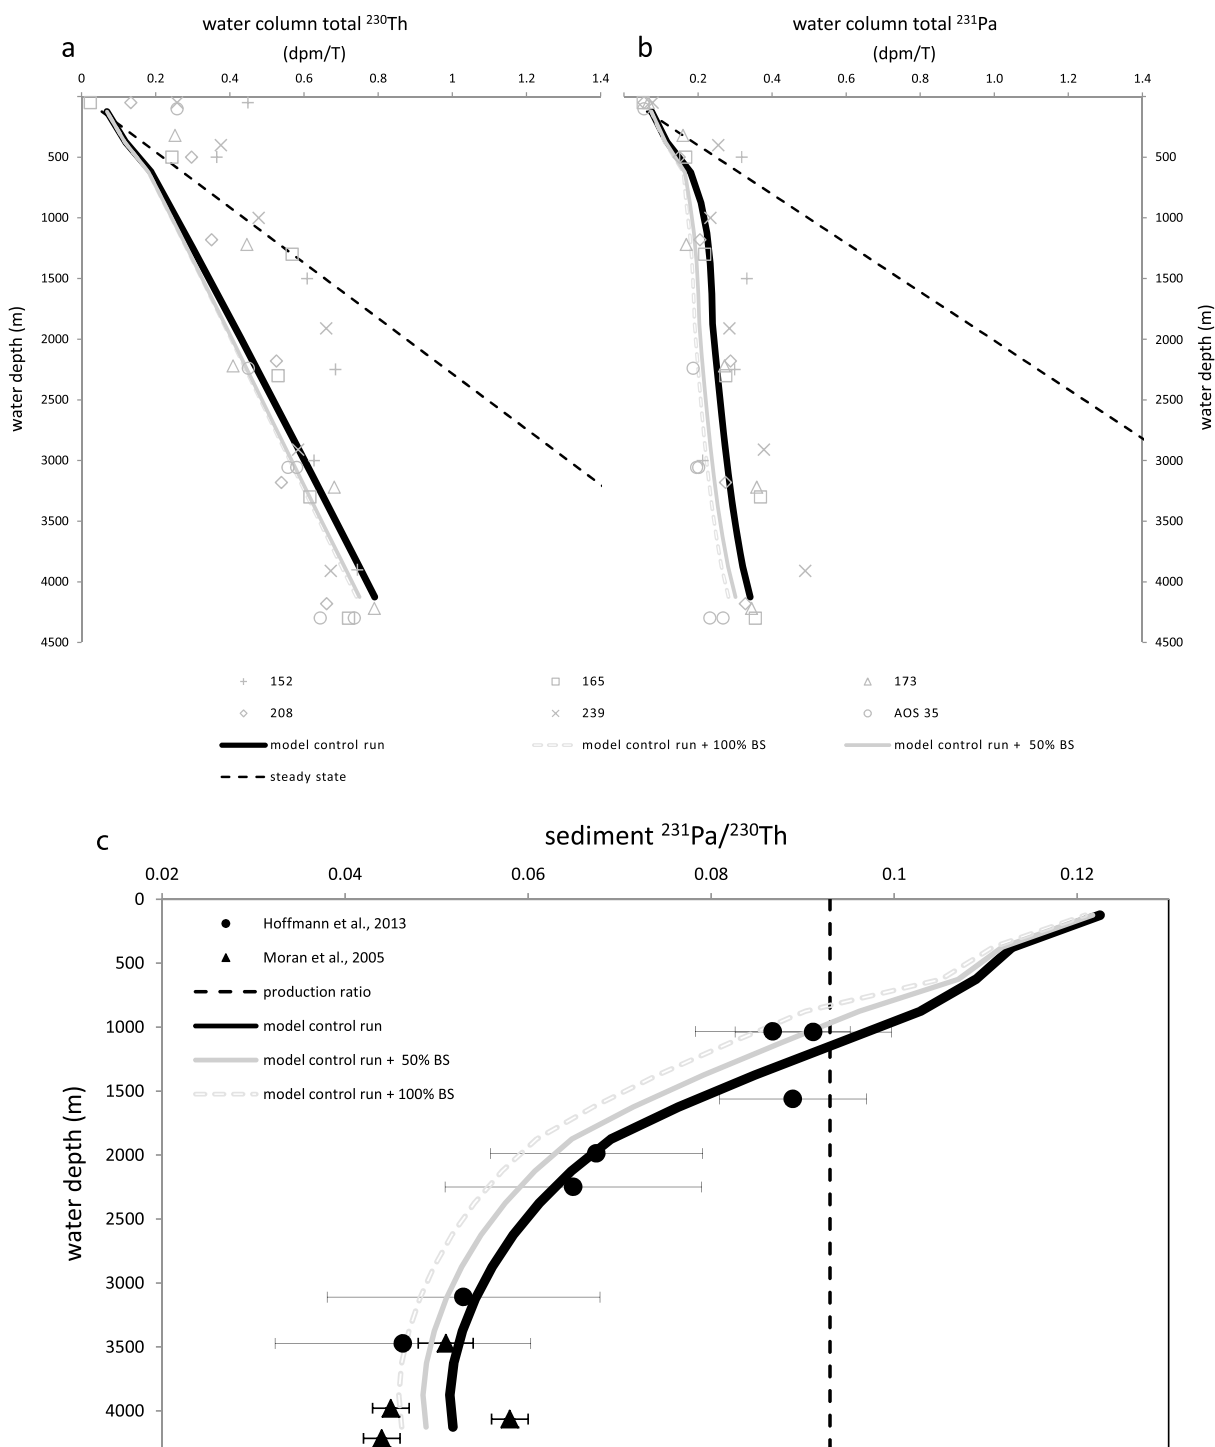 water column total ²³⁰Th
(dpm/T)
a
0 0.2 0.4 0.6 0.8 1 1.2 1.4
500
1000
1500
2000
2500
3000
3500
4000
4500
water depth (m)
water column total ²³¹Pa
(dpm/T)
b
0.2 0.4 0.6 0.8 1.0 1.2 1.4
500
1000
1500
2000
2500
3000
3500
4000
4500
water depth (m)
152 165 173
208 239 AOS 35
model control run model control run + 100% BS model control run + 50% BS
steady state
c
sediment ²³¹Pa/²³⁰Th
0.02 0.04 0.06 0.08 0.1 0.12
0
500
1000
1500
2000
2500
3000
3500
4000
water depth (m)
Hoffmann et al., 2013
Moran et al., 2005
production ratio
model control run
model control run + 50% BS
model control run + 100% BS